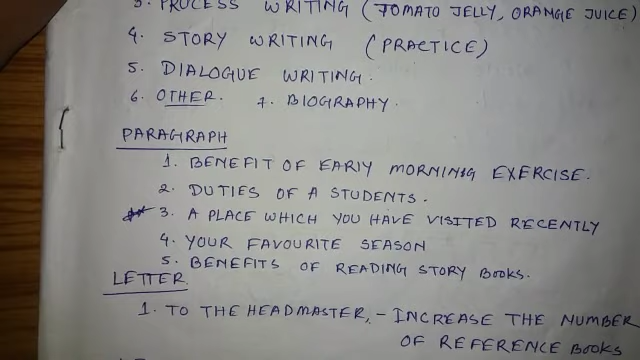 3. PROCESS WRITING (TOMATO JELLY, ORANGE JUICE)
4. STORY WRITING (PRACTICE)
5. DIALOGUE WRITING.
6. OTHER. 7. BIOGRAPHY.
PARAGRAPH
1. BENEFIT OF EARLY MORNING EXERCISE.
2. DUTIES OF A STUDENTS.
3. A PLACE WHICH YOU HAVE VISITED RECENTLY
4. YOUR FAVOURITE SEASON
5. BENEFITS OF READING STORY BOOKS.
LETTER
1. TO THE HEADMASTER, - INCREASE THE NUMBER
OF REFERENCE BOOKS